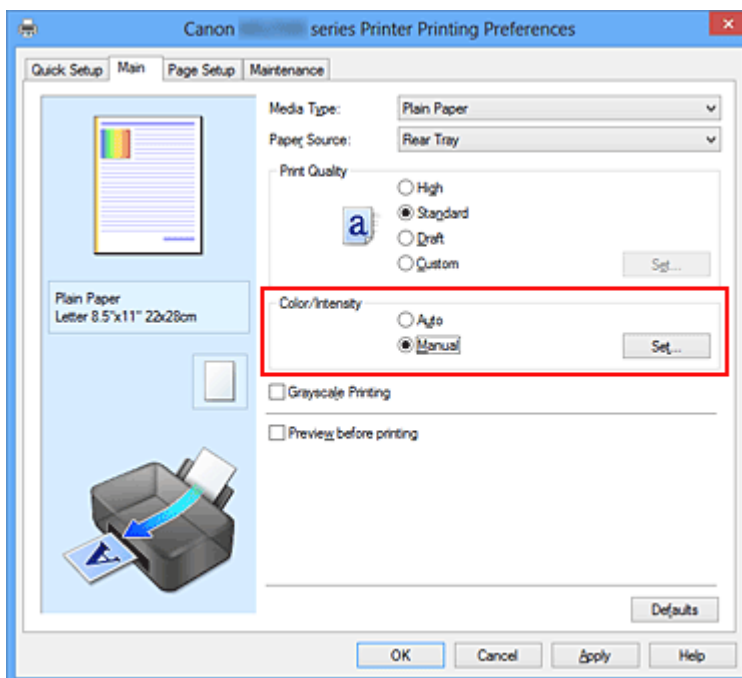 Canon series Printer Printing Preferences
Quick Setup Main Page Setup Maintenance
Media Type: Plain Paper
Paper Source: Rear Tray
Print Quality
High
a Standard
Draft
Custom Set...
Plain Paper
Letter 8.5"x11" 22x28cm
Color/Intensity
Auto
Manual Set...
Grayscale Printing
Preview before printing
A
Defaults
OK Cancel Apply Help